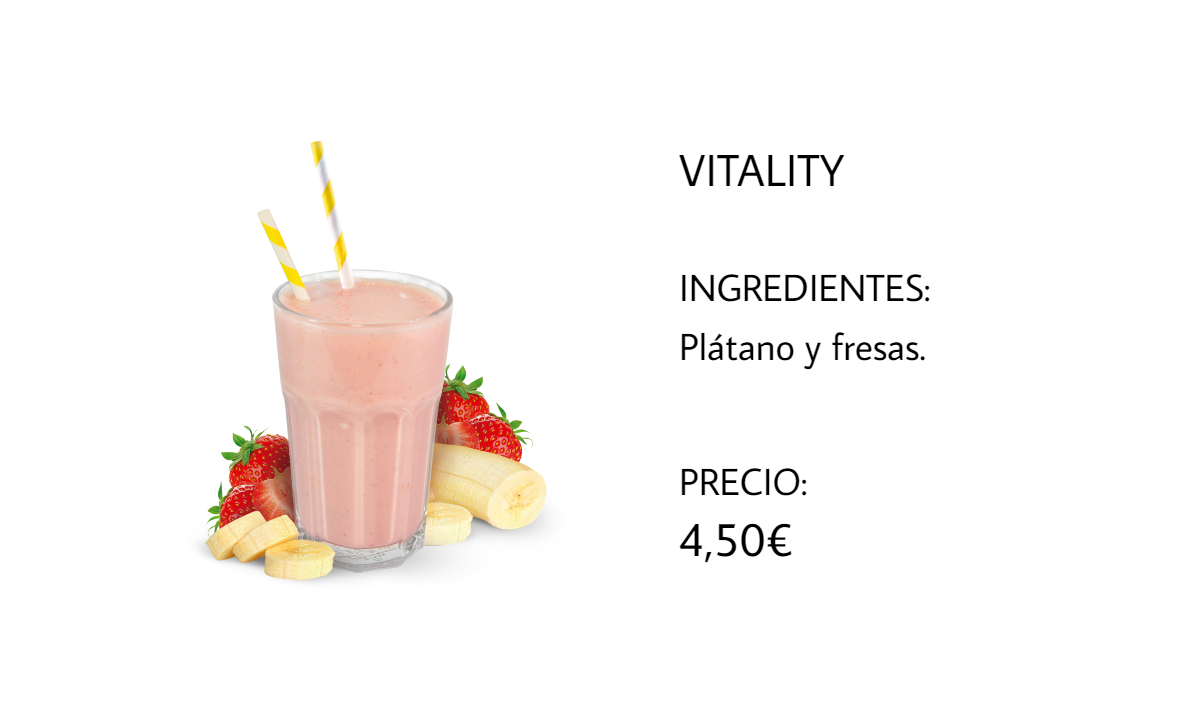 VITALITY
INGREDIENTES:
Plátano y fresas.
PRECIO:
4,50€